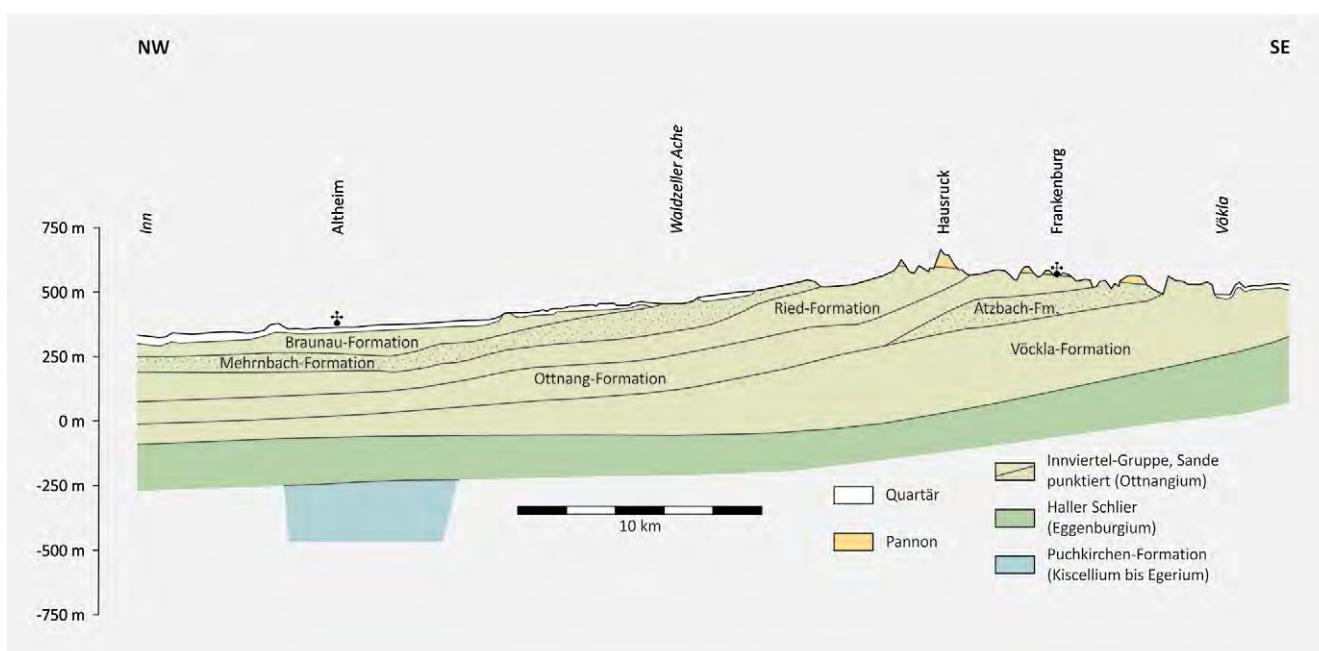 NW
SE
Inn
Altheim
Waldzeller Ache
Hausruck
Frankenburg
Vökla
750 m
500 m
250 m
0 m
-250 m
-500 m
-750 m
Braunau-Formation
Mehrnbach-Formation
Ottnang-Formation
Ried-Formation
Atzbach-Fm.
Vöckla-Formation
10 km
Quartär
Pannon
Innviertel-Gruppe, Sande
punktiert (Ottnangium)
Haller Schlier
(Eggenburgium)
Puchkirchen-Formation
(Kiscellium bis Egerium)